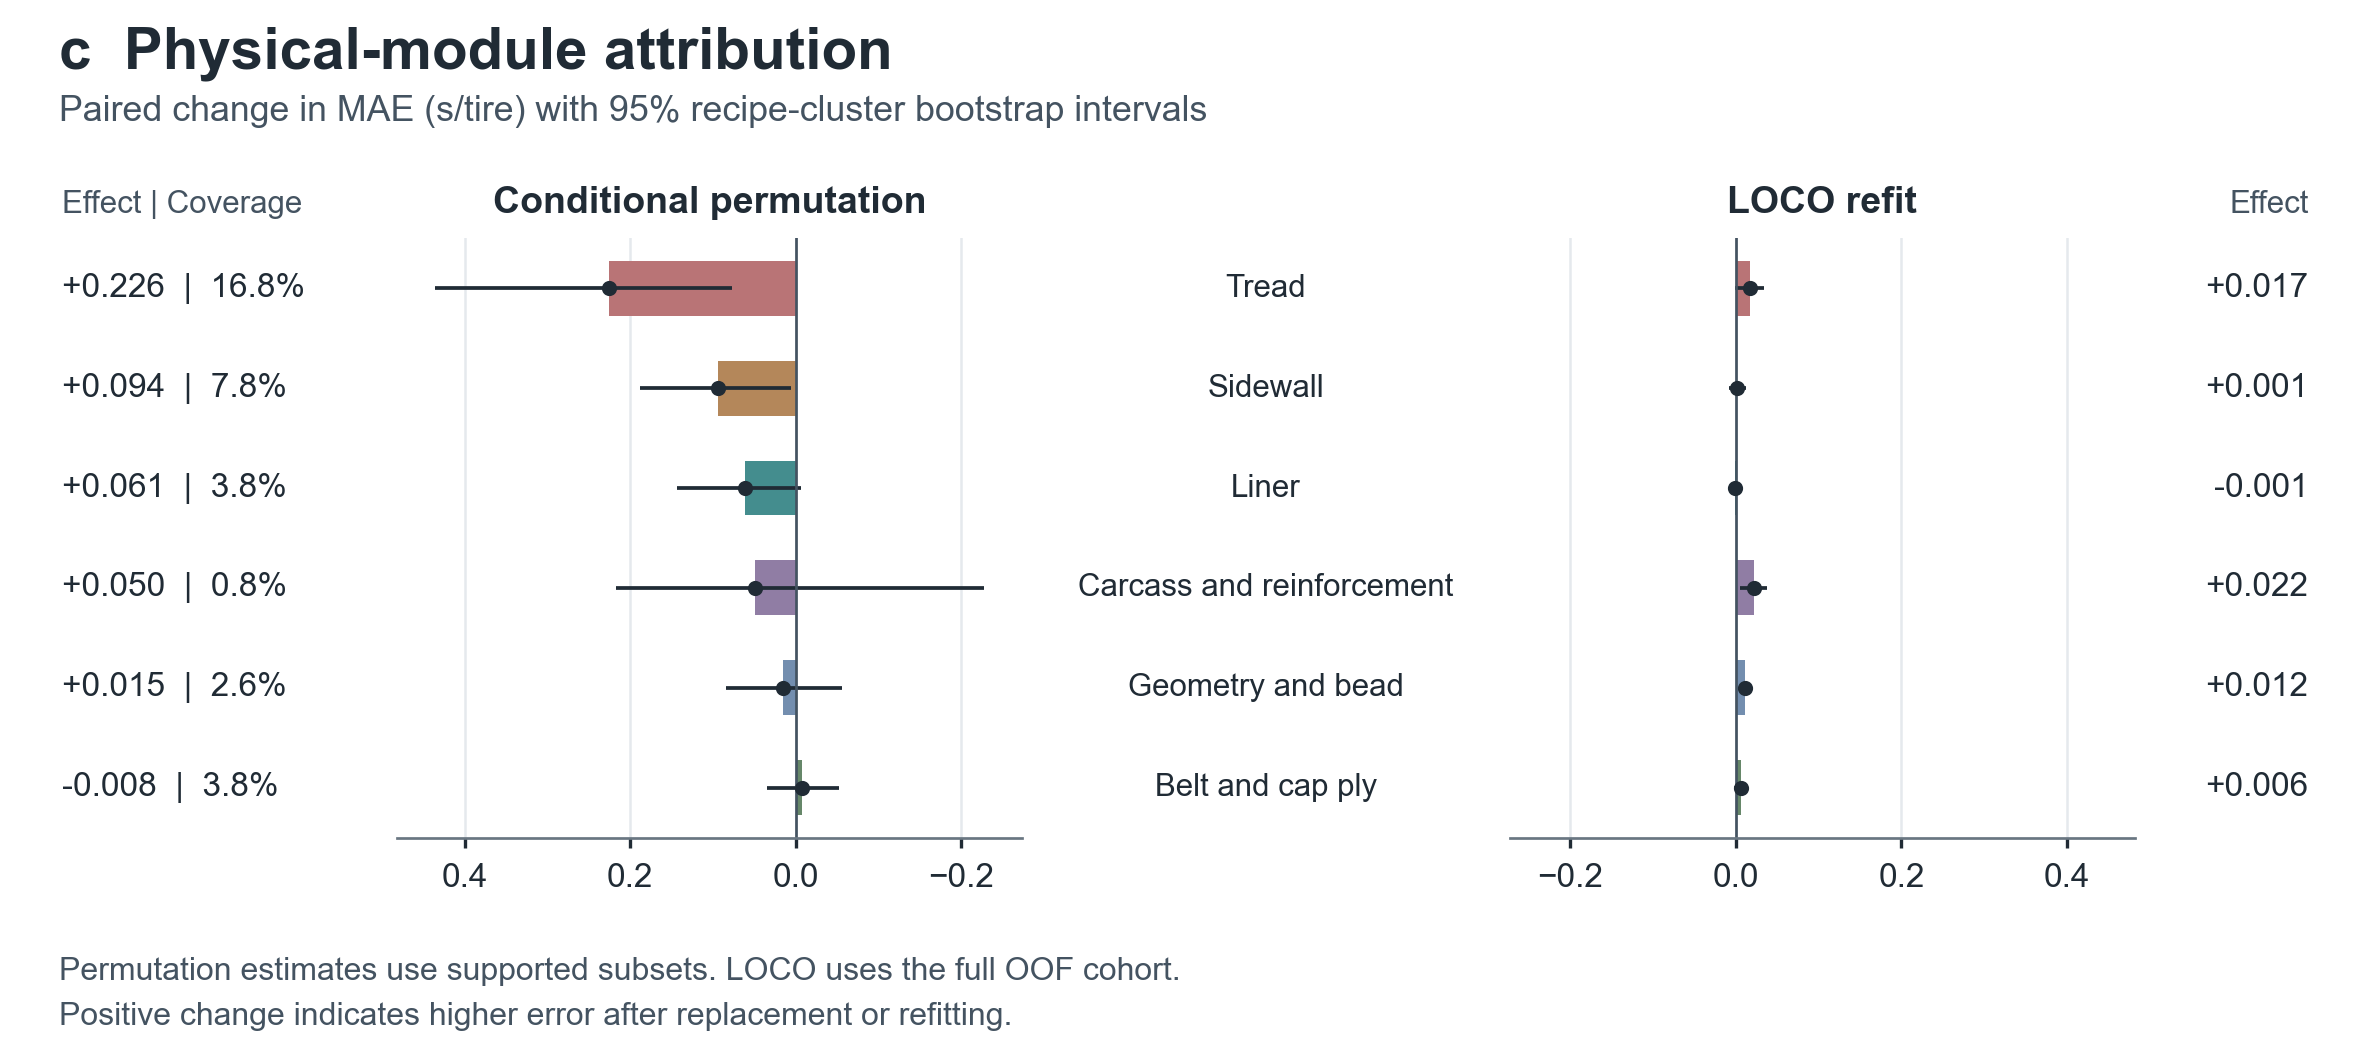 c Physical-module attribution
Paired change in MAE (s/tire) with 95% recipe-cluster bootstrap intervals
Effect | Coverage Conditional permutation LOCO refit Effect
+0.226 | 16.8% Tread +0.017
+0.094 | 7.8% Sidewall +0.001
+0.061 | 3.8% Liner -0.001
+0.050 | 0.8% Carcass and reinforcement +0.022
+0.015 | 2.6% Geometry and bead +0.012
-0.008 | 3.8% Belt and cap ply +0.006
0.4 0.2 0.0 −0.2 −0.2 0.0 0.2 0.4
Permutation estimates use supported subsets. LOCO uses the full OOF cohort.
Positive change indicates higher error after replacement or refitting.